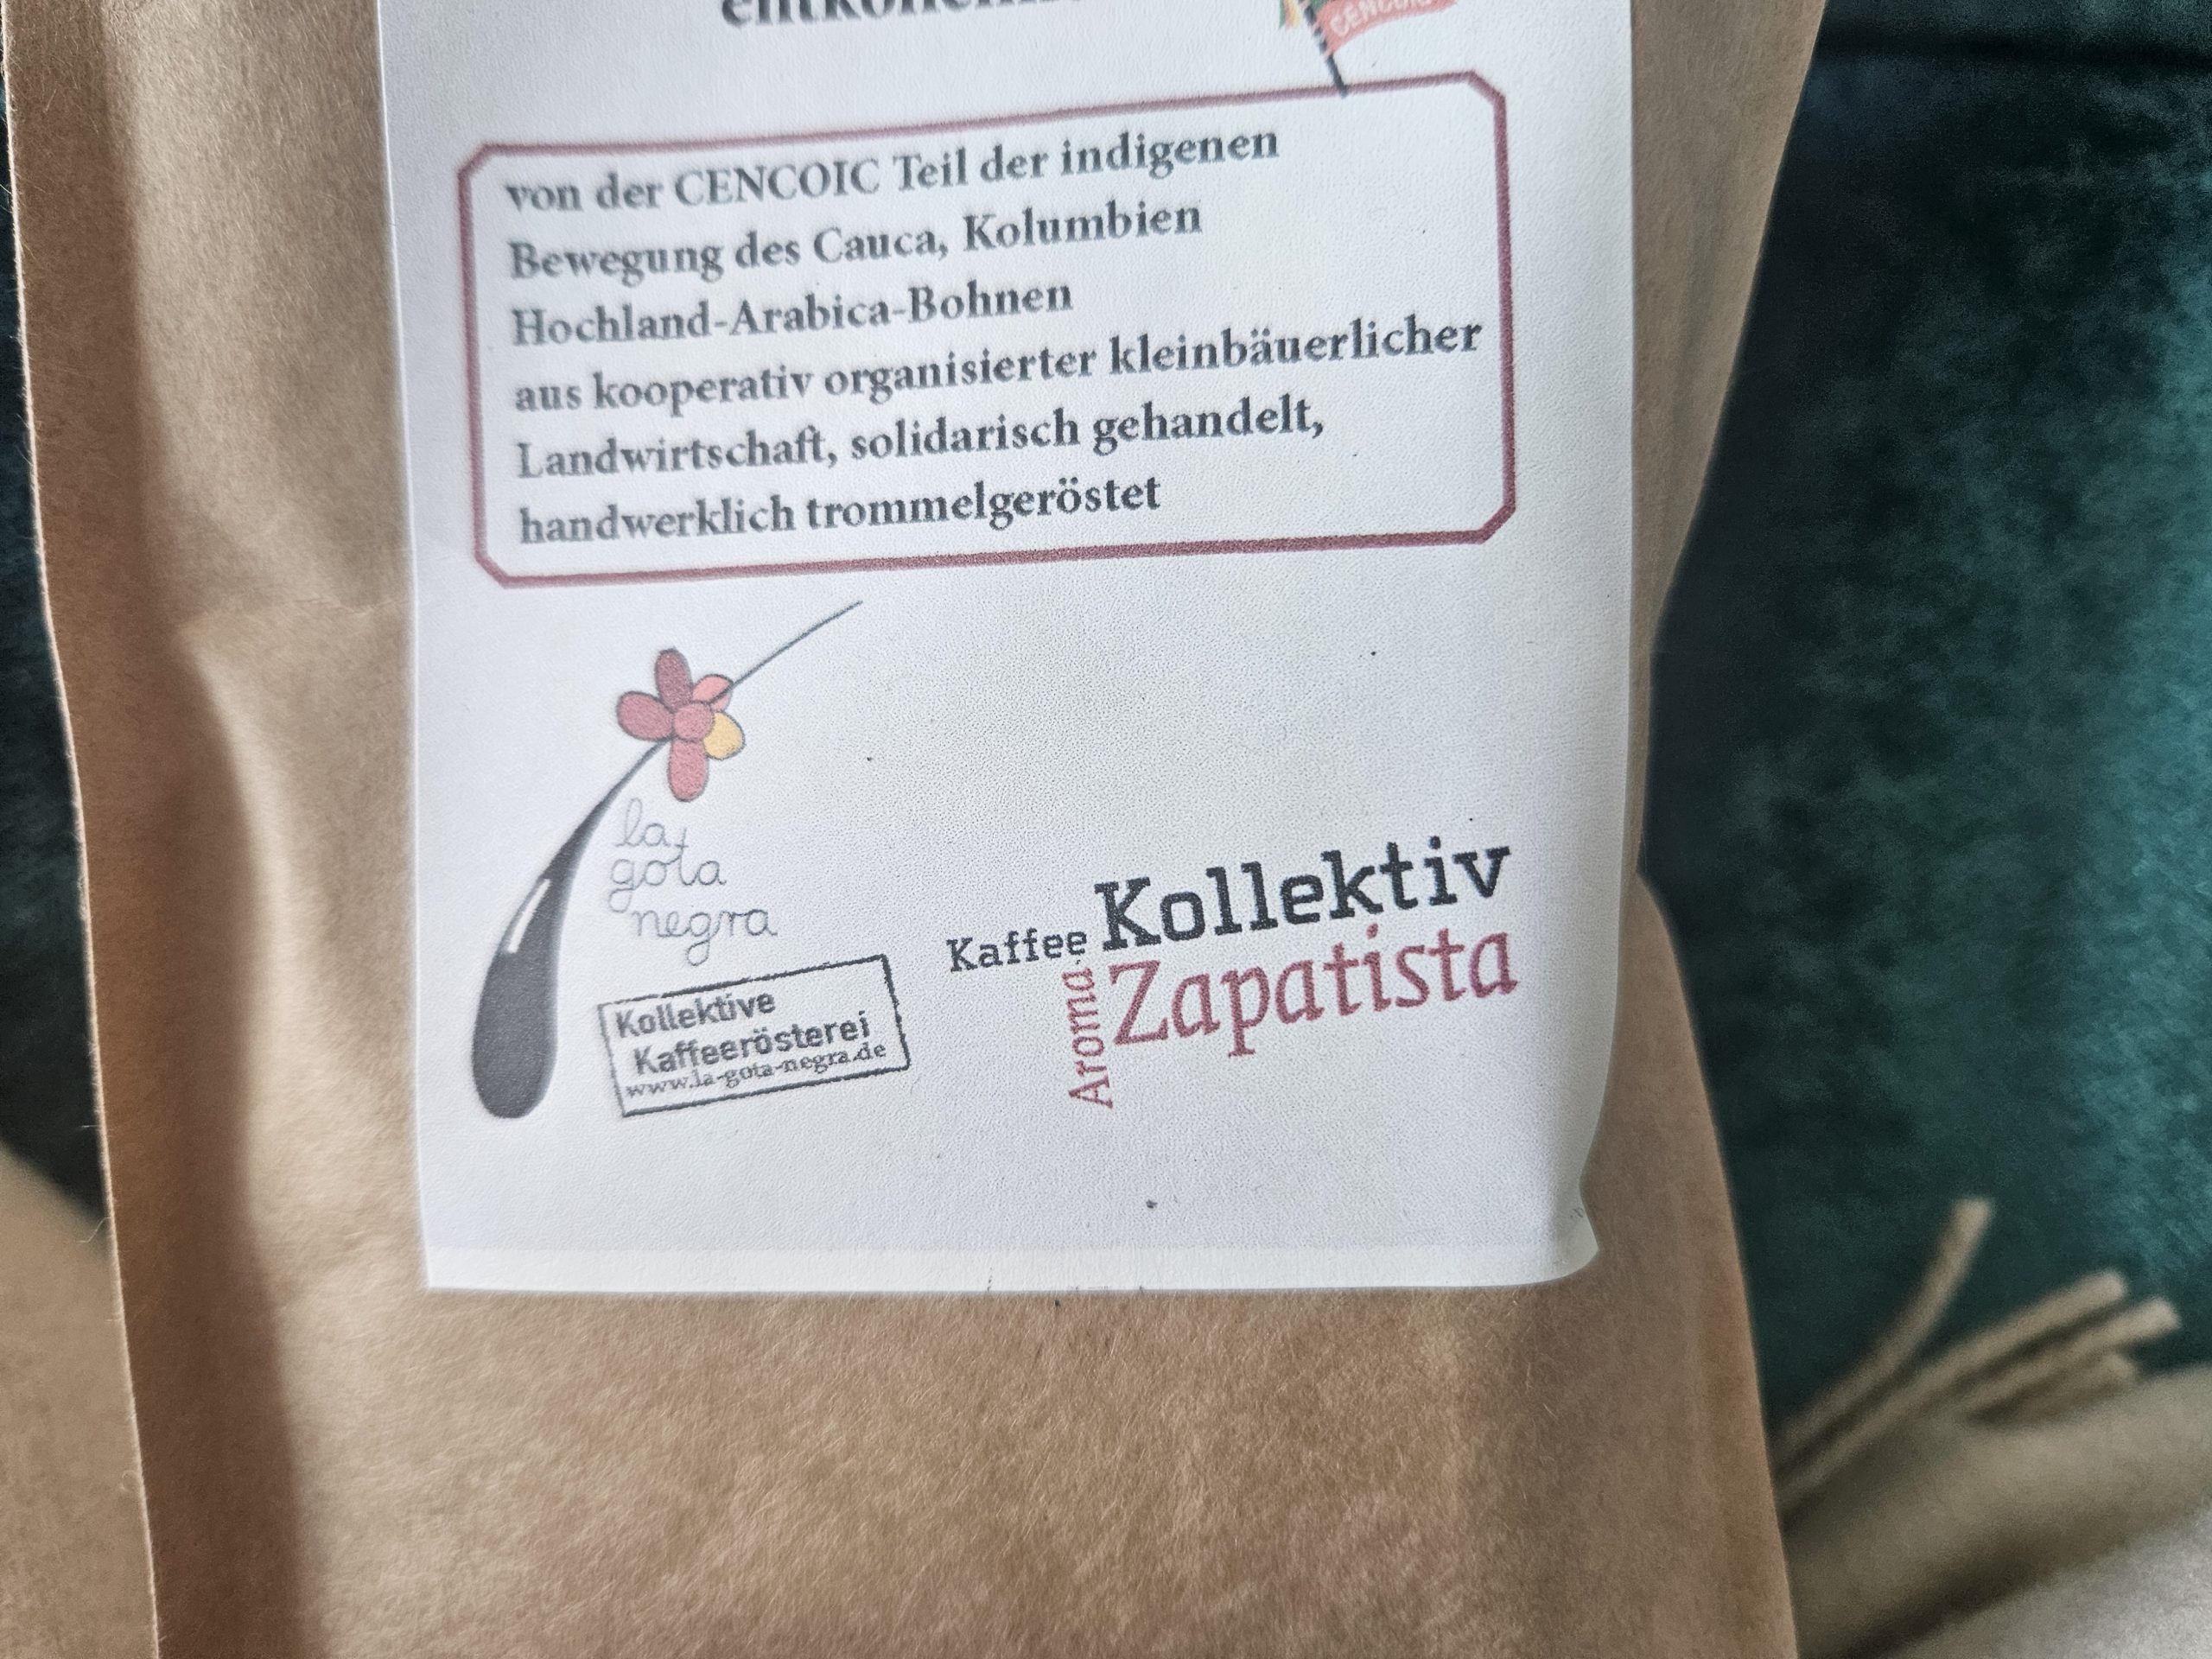 CENCOIC
von der CENCOIC Teil der indigenen
Bewegung des Cauca, Kolumbien
Hochland-Arabica-Bohnen
aus kooperativ organisierter kleinbäuerlicher
Landwirtschaft, solidarisch gehandelt,
handwerklich trommelgeröstet
la
gota
negra
Kollektive
Kaffeerösterei
www.la-gota-negra.de
Kaffee Kollektiv
Aroma Zapatista